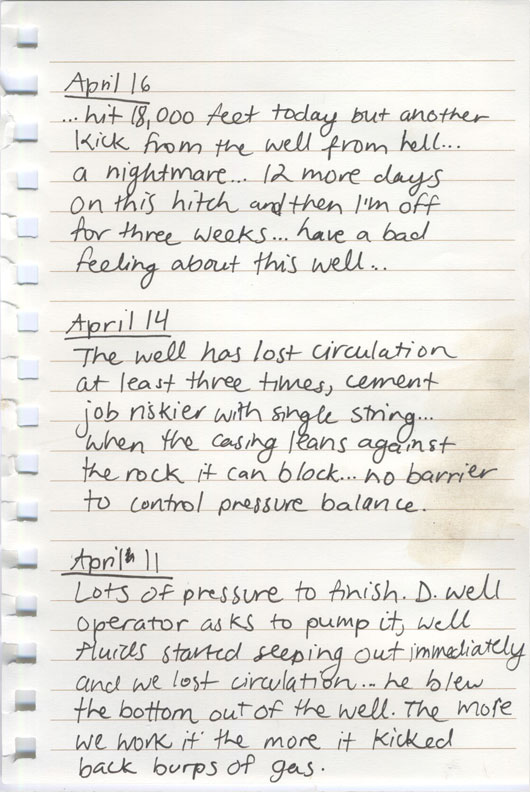 April 16
...hit 18,000 feet today but another
kick from the well from hell...
a nightmare... 12 more days
on this hitch and then I'm off
for three weeks... have a bad
feeling about this well...
April 14
The well has lost circulation
at least three times, cement
job riskier with single string...
when the casing leans against
the rock it can block... no barrier
to control pressure balance.
April 11
Lots of pressure to finish. D. well
operator asks to pump it, well
fluids started seeping out immediately
and we lost circulation... he blew
the bottom out of the well. The more
we work it the more it kicked
back burps of gas.